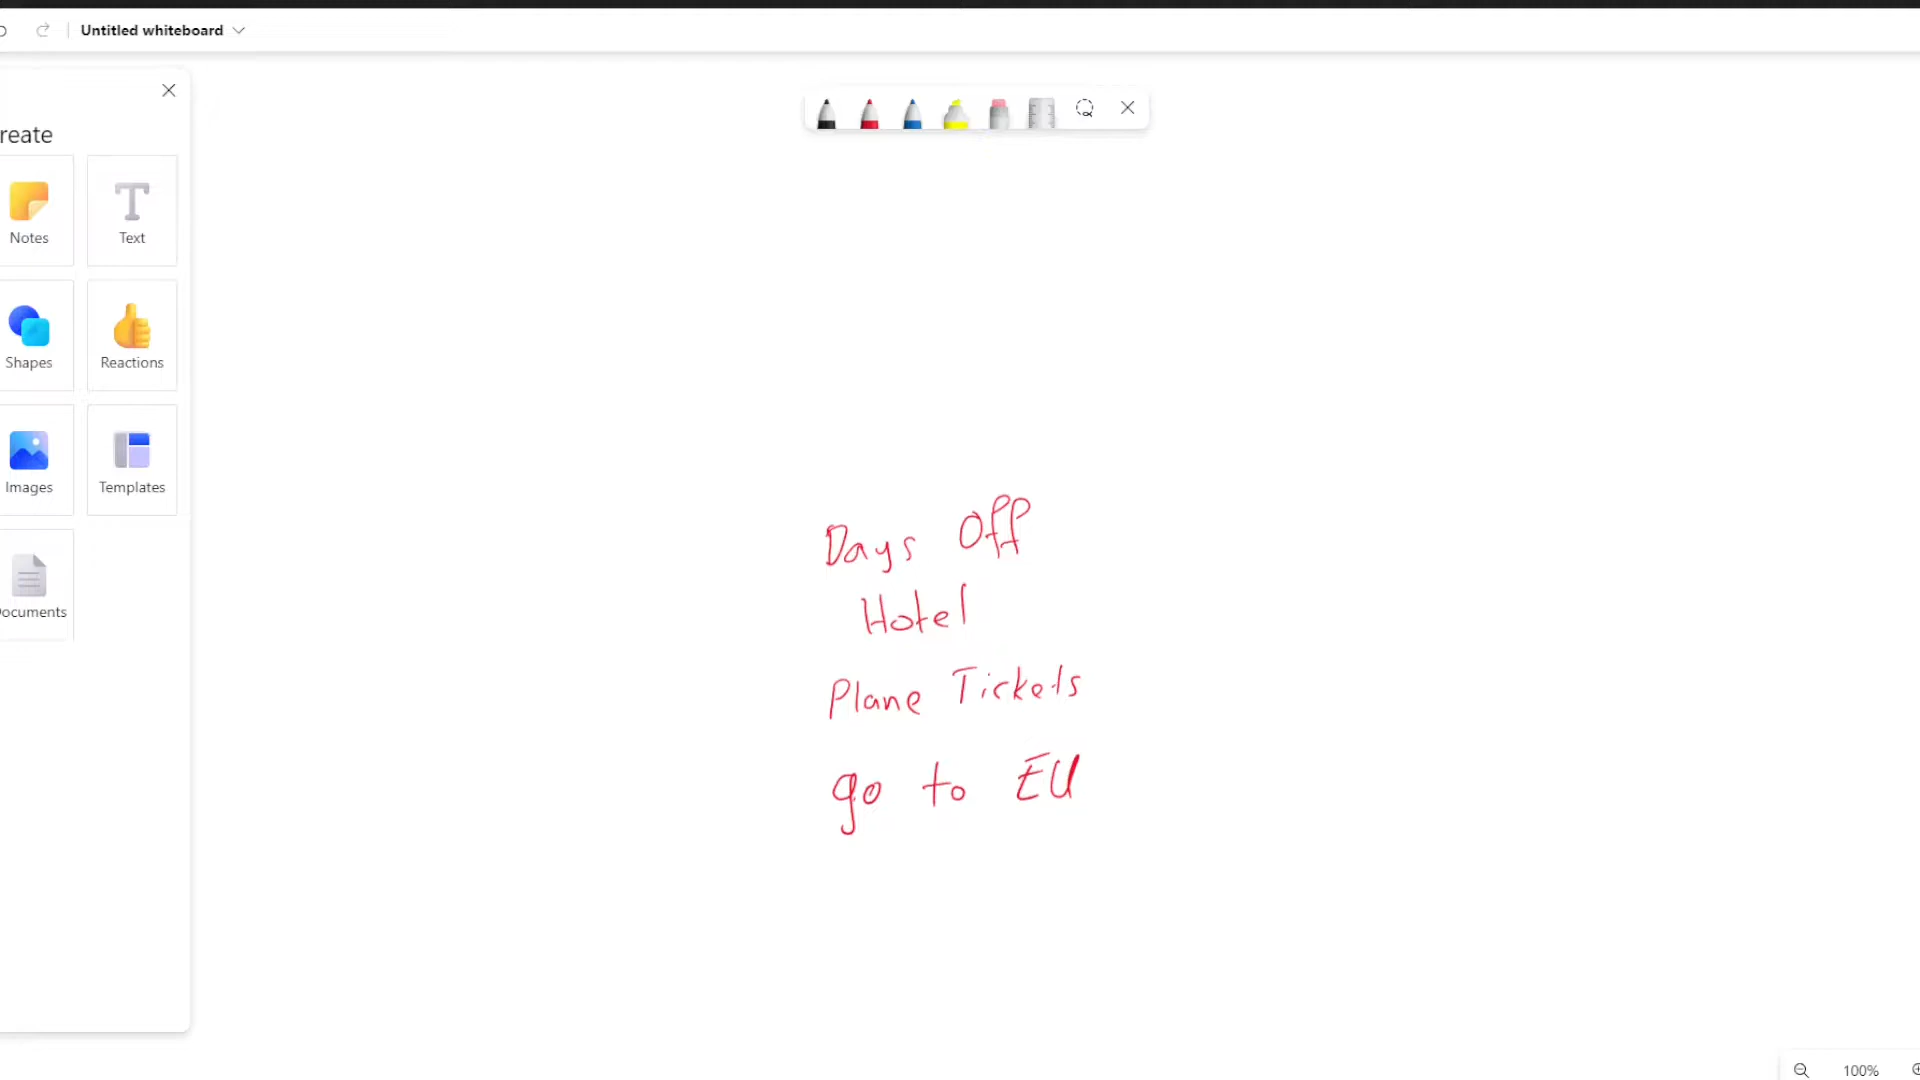 Untitled whiteboard
reate
Notes Text
Shapes Reactions
Images Templates
ocuments
Days Off
Hotel
Plane Tickets
go to EU
100%